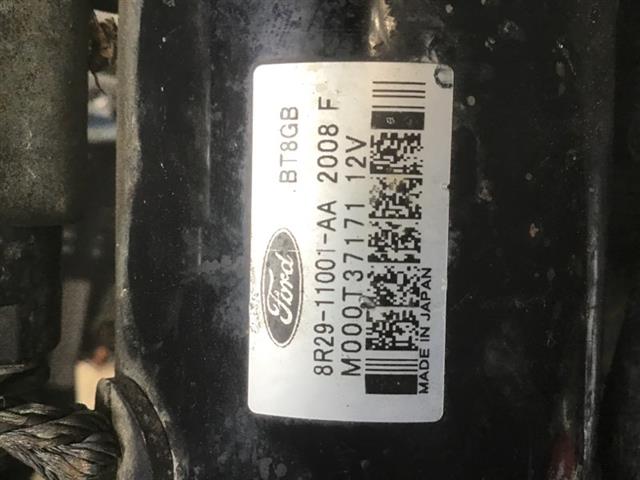 Ford
BT8GB
8R29-11001-AA 2008 F
M000T37171 12V
MADE IN JAPAN